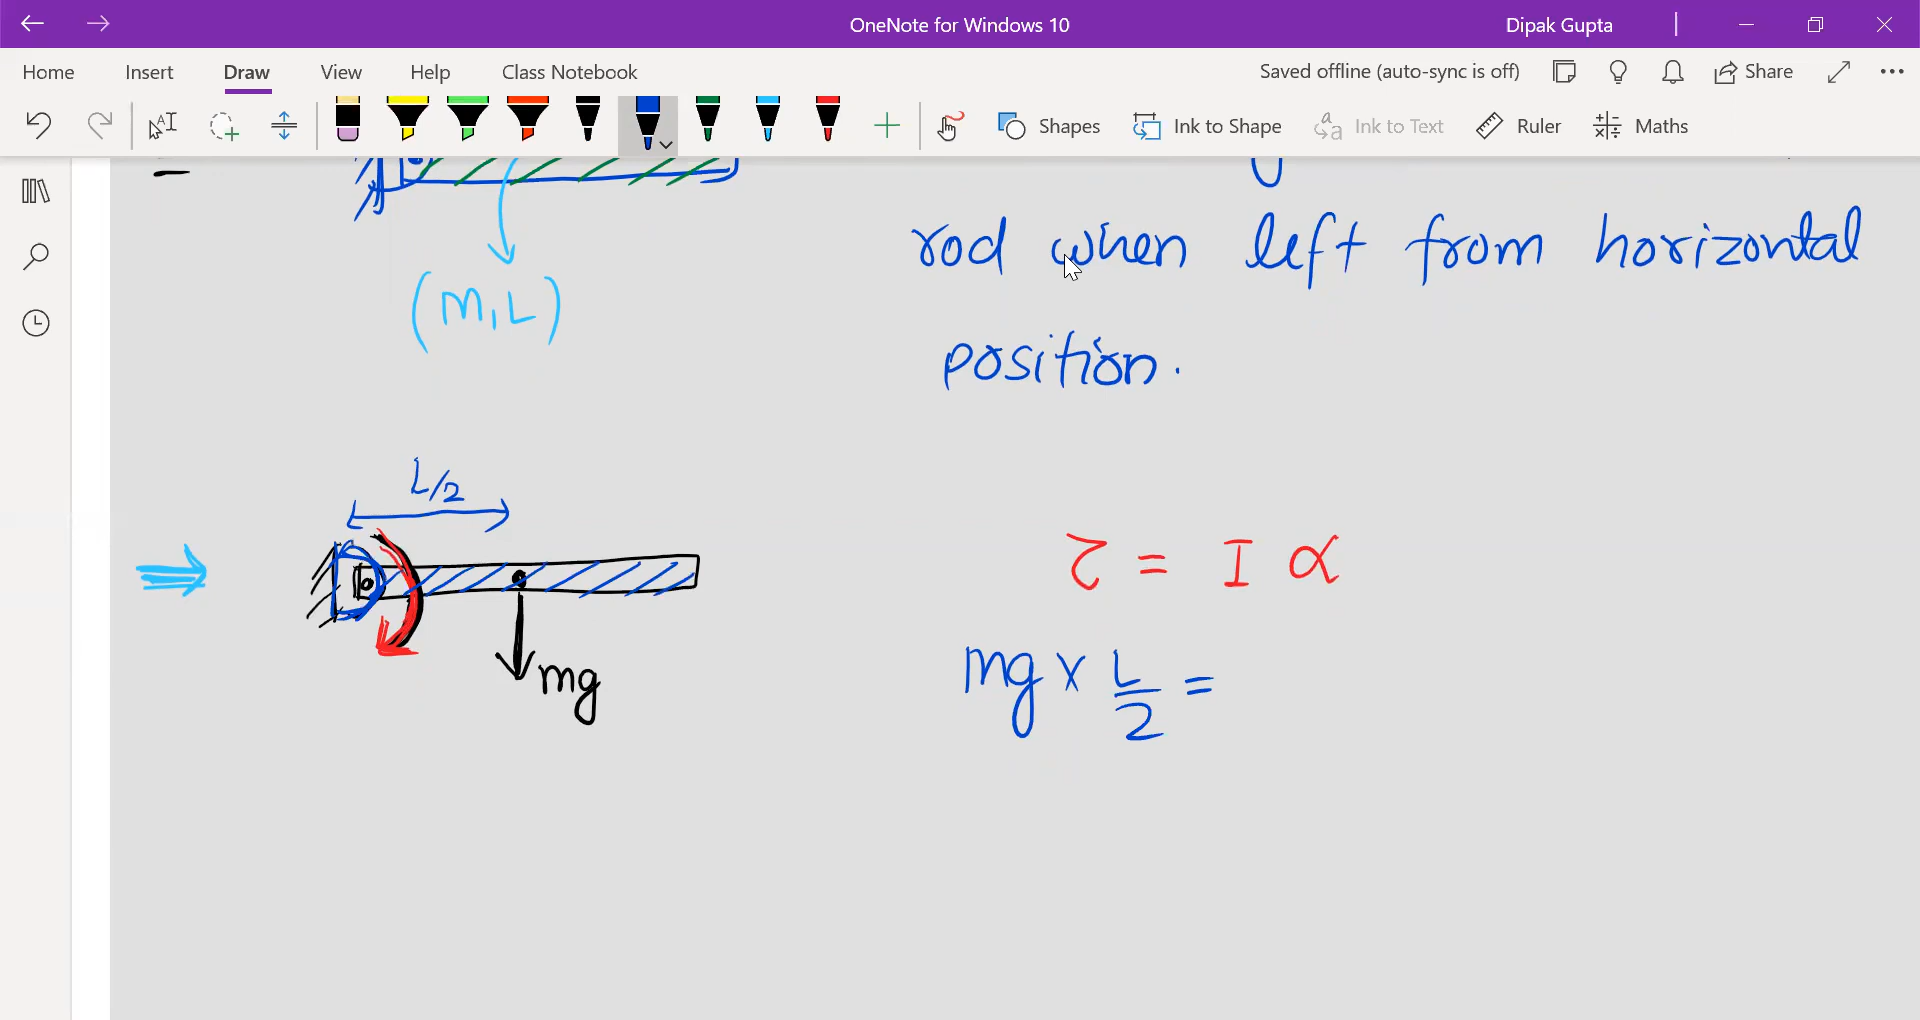 OneNote for Windows 10
Dipak Gupta
Home Insert Draw View Help Class Notebook
Saved offline (auto-sync is off) Share
Shapes Ink to Shape Ink to Text Ruler Maths
rod when left from horizontal
(M, L)
position.
L/2
τ = I α
mg × L/2 =
mg